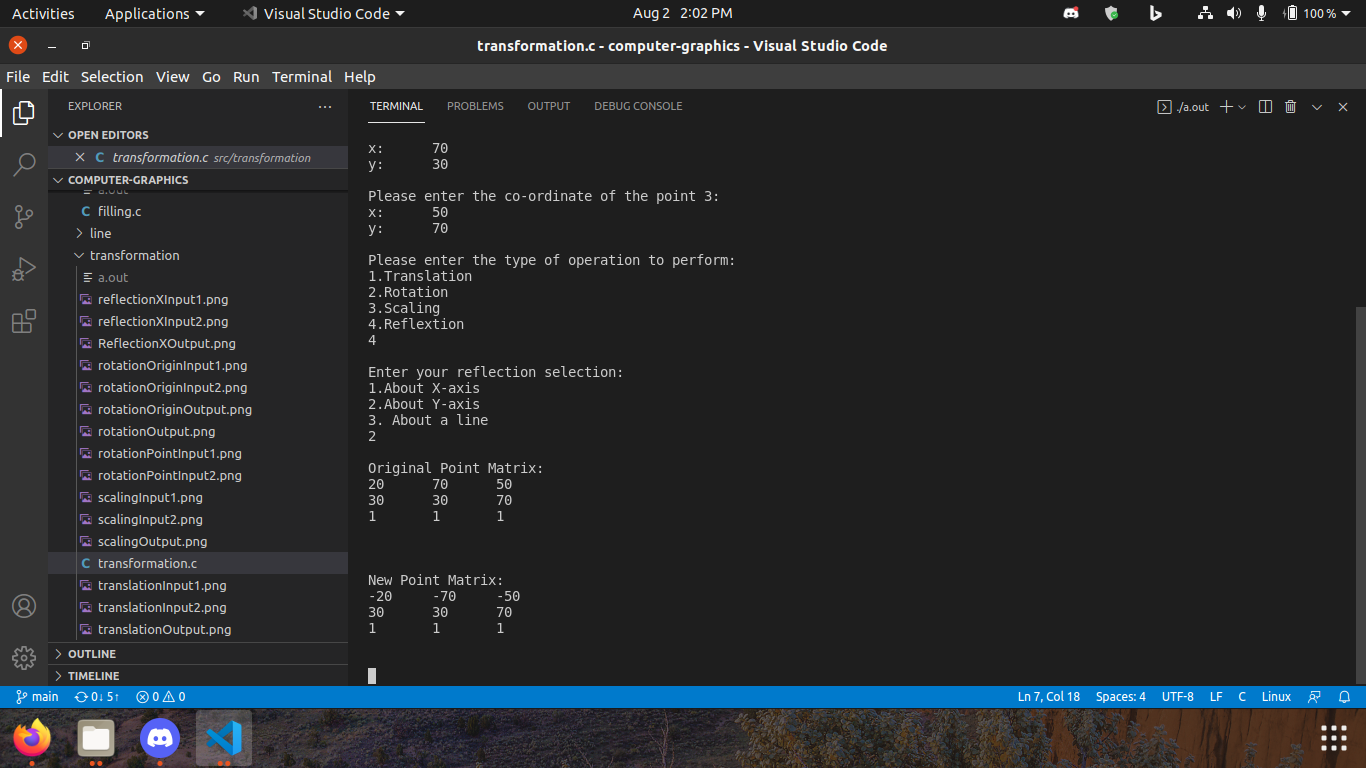 Activities Applications Visual Studio Code Aug 2 2:02 PM 100 %
transformation.c - computer-graphics - Visual Studio Code
File Edit Selection View Go Run Terminal Help
EXPLORER
OPEN EDITORS
transformation.c src/transformation
COMPUTER-GRAPHICS
a.out
filling.c
line
transformation
a.out
reflectionXInput1.png
reflectionXInput2.png
ReflectionXOutput.png
rotationOriginInput1.png
rotationOriginInput2.png
rotationOriginOutput.png
rotationOutput.png
rotationPointInput1.png
rotationPointInput2.png
scalingInput1.png
scalingInput2.png
scalingOutput.png
transformation.c
translationInput1.png
translationInput2.png
translationOutput.png
OUTLINE
TIMELINE
TERMINAL PROBLEMS OUTPUT DEBUG CONSOLE ./a.out
x: 70
y: 30
Please enter the co-ordinate of the point 3:
x: 50
y: 70
Please enter the type of operation to perform:
1.Translation
2.Rotation
3.Scaling
4.Reflextion
4
Enter your reflection selection:
1.About X-axis
2.About Y-axis
3. About a line
2
Original Point Matrix:
20 70 50
30 30 70
1 1 1
New Point Matrix:
-20 -70 -50
30 30 70
1 1 1
main 0↓ 5↑ 0 0 Ln 7, Col 18 Spaces: 4 UTF-8 LF C Linux